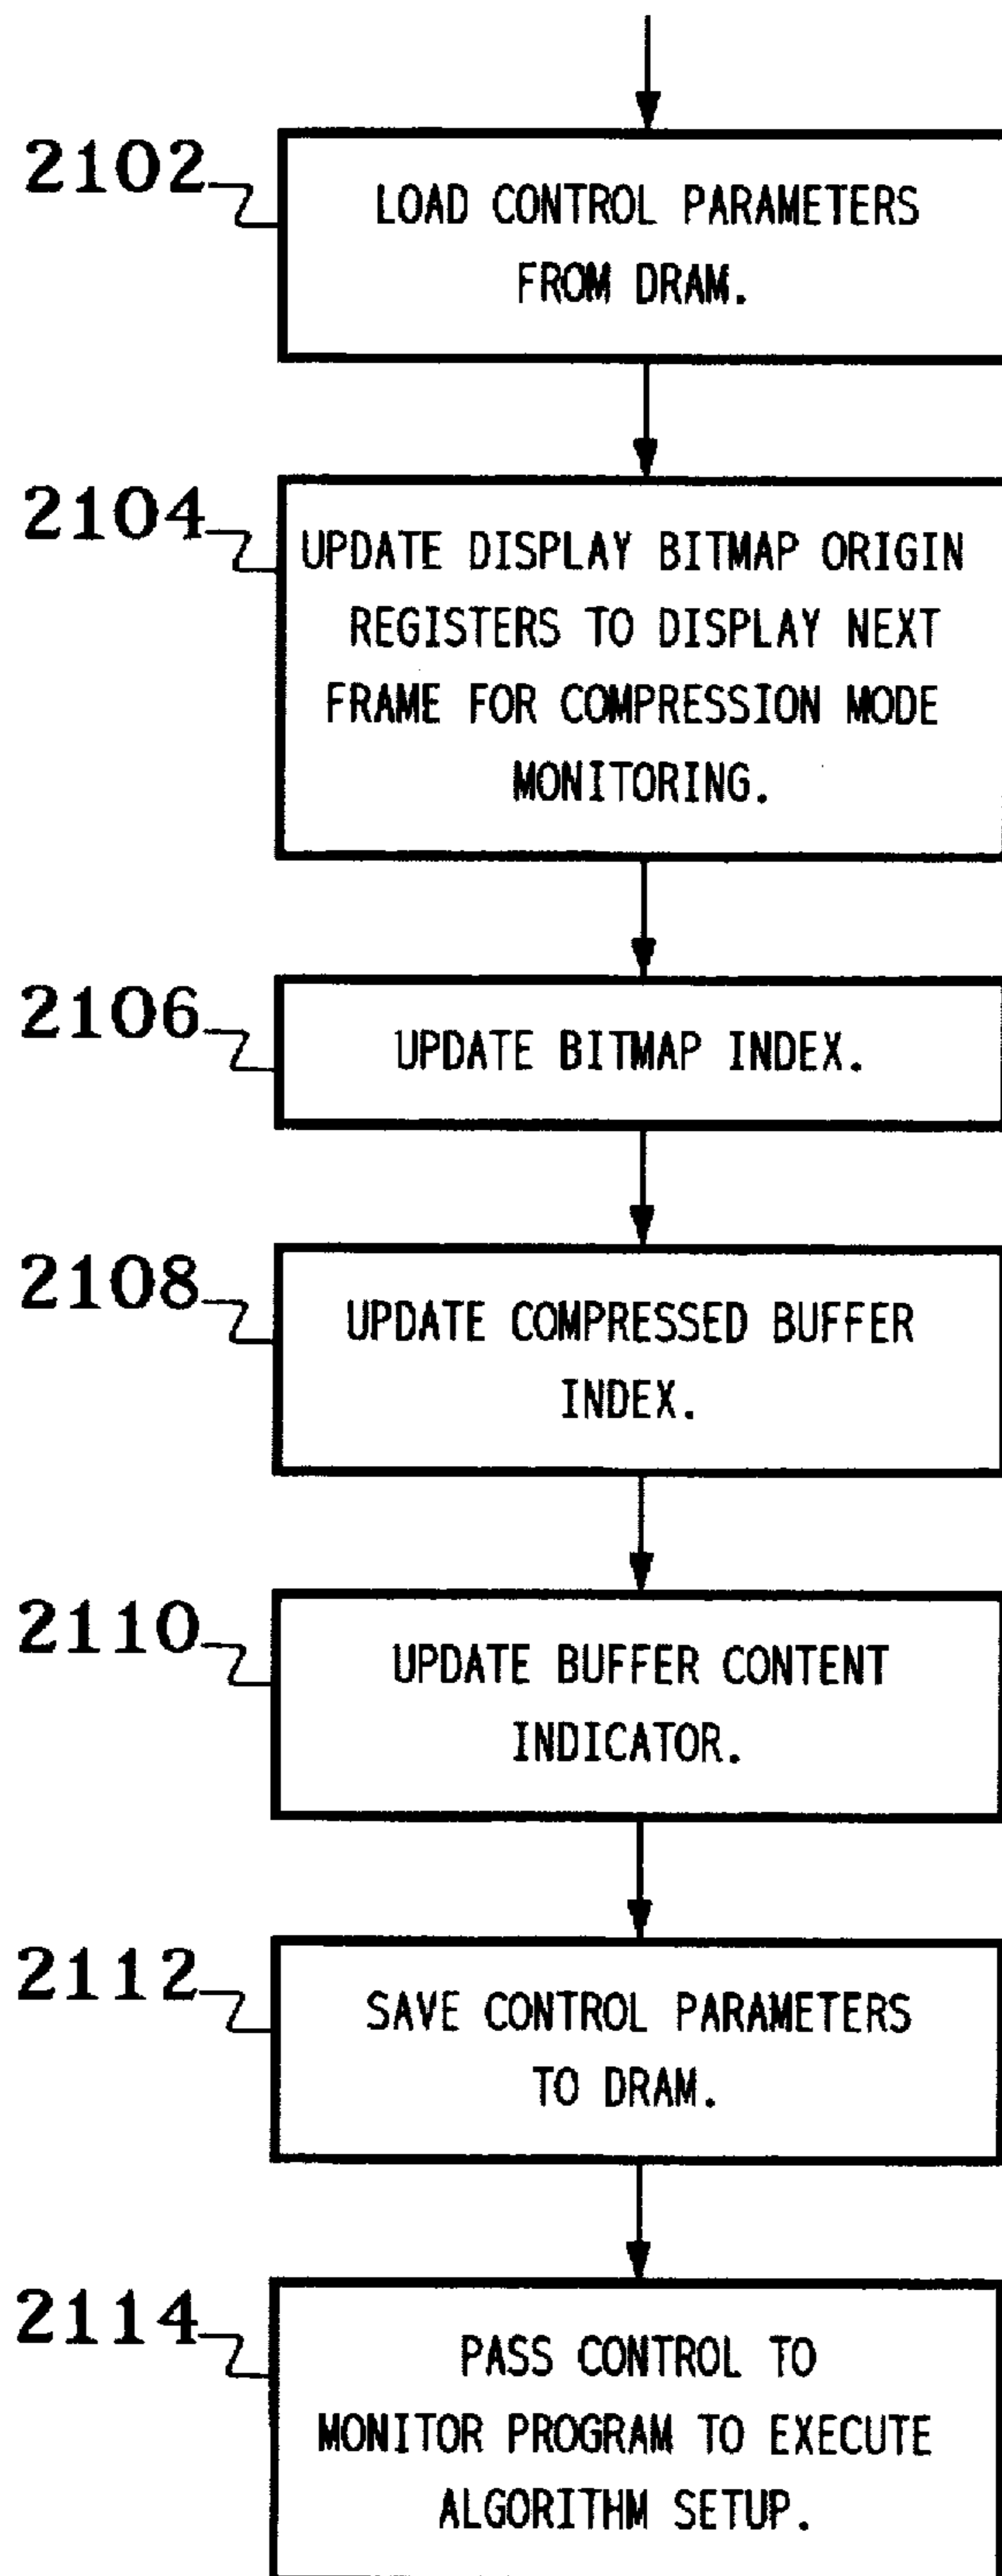 2102
LOAD CONTROL PARAMETERS
FROM DRAM.
2104
UPDATE DISPLAY BITMAP ORIGIN
REGISTERS TO DISPLAY NEXT
FRAME FOR COMPRESSION MODE
MONITORING.
2106
UPDATE BITMAP INDEX.
2108
UPDATE COMPRESSED BUFFER
INDEX.
2110
UPDATE BUFFER CONTENT
INDICATOR.
2112
SAVE CONTROL PARAMETERS
TO DRAM.
2114
PASS CONTROL TO
MONITOR PROGRAM TO EXECUTE
ALGORITHM SETUP.